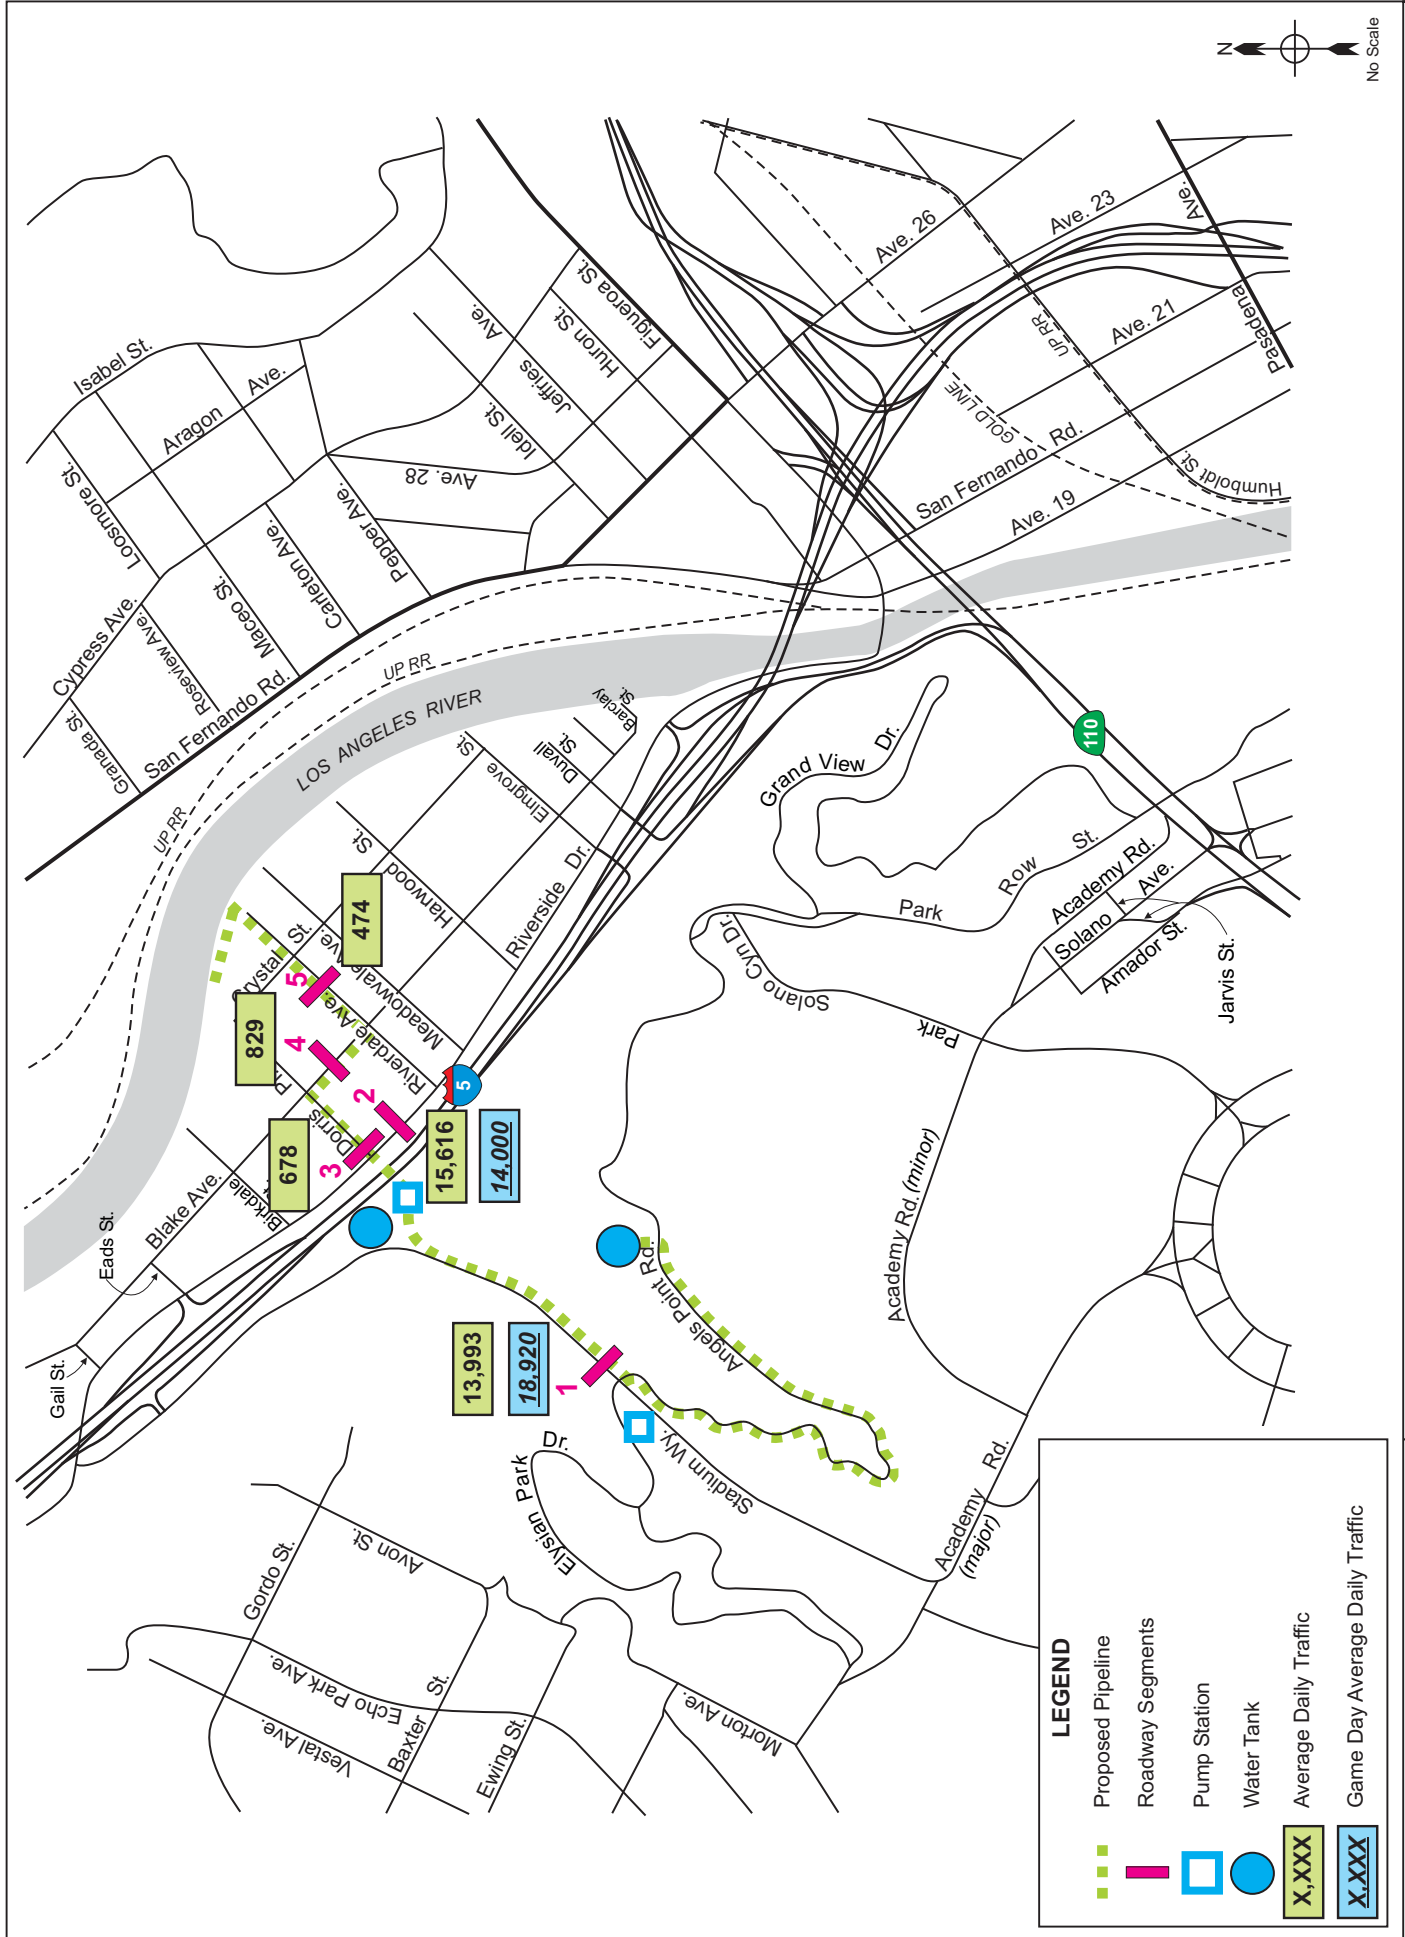 N
No Scale
Isabel St.
Loosmore St.
Aragon
Ave.
Cypress Ave.
Roseview Ave.
Granada St.
Maceo St.
Carleton Ave.
Pepper Ave.
Ave. 28
Idell St.
Jeffries
Ave.
Huron St.
Figueroa St.
San Fernando Rd.
UP RR
UP RR
LOS ANGELES RIVER
Ave. 26
Ave. 23
Ave. 21
Ave. 19
Pasadena
Ave.
UP RR
GOLD LINE
San Fernando
Rd.
Humboldt St.
Barclay
St.
Duvall
St.
Elmgrove
St.
Harwood
St.
Riverside
Dr.
Meadowvale
Ave.
Riverdale Ave.
St.
Dorris
Birkdale
Blake Ave.
Eads St.
Gail St.
474
829
678
15,616
14,000
13,993
18,920
1
2
3
4
5
5
110
Grand View
Dr.
Park
Row
St.
Academy Rd.
Solano
Ave.
Amador St.
Jarvis St.
Solano Cyn Dr.
Park
Academy Rd. (minor)
Angels Point Rd.
Stadium Wy.
Elysian Park
Dr.
Academy
Rd.
(major)
Gordo St.
Avon St.
Echo Park Ave.
Vestal Ave.
Baxter
St.
Ewing St.
Morton Ave.
LEGEND
Proposed Pipeline
Roadway Segments
Pump Station
Water Tank
X,XXX
Average Daily Traffic
X,XXX
Game Day Average Daily Traffic